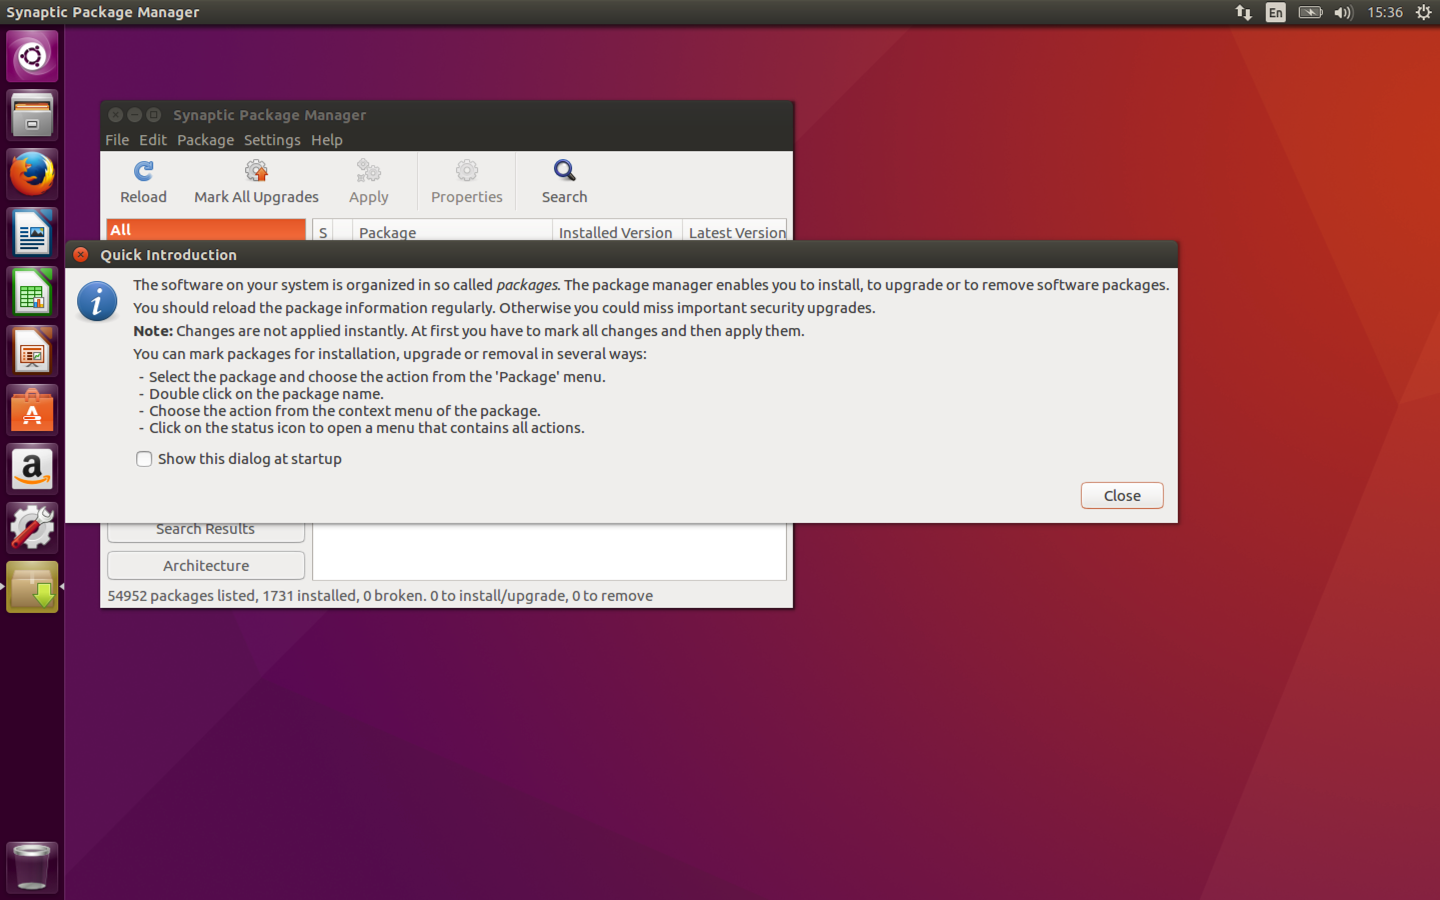 Synaptic Package Manager
En
15:36
Synaptic Package Manager
File Edit Package Settings Help
Reload Mark All Upgrades Apply Properties Search
All
S Package Installed Version Latest Version
Quick Introduction
The software on your system is organized in so called packages. The package manager enables you to install, to upgrade or to remove software packages.
You should reload the package information regularly. Otherwise you could miss important security upgrades.
Note: Changes are not applied instantly. At first you have to mark all changes and then apply them.
You can mark packages for installation, upgrade or removal in several ways:
- Select the package and choose the action from the 'Package' menu.
- Double click on the package name.
- Choose the action from the context menu of the package.
- Click on the status icon to open a menu that contains all actions.
Show this dialog at startup
Close
Search Results
Architecture
54952 packages listed, 1731 installed, 0 broken. 0 to install/upgrade, 0 to remove